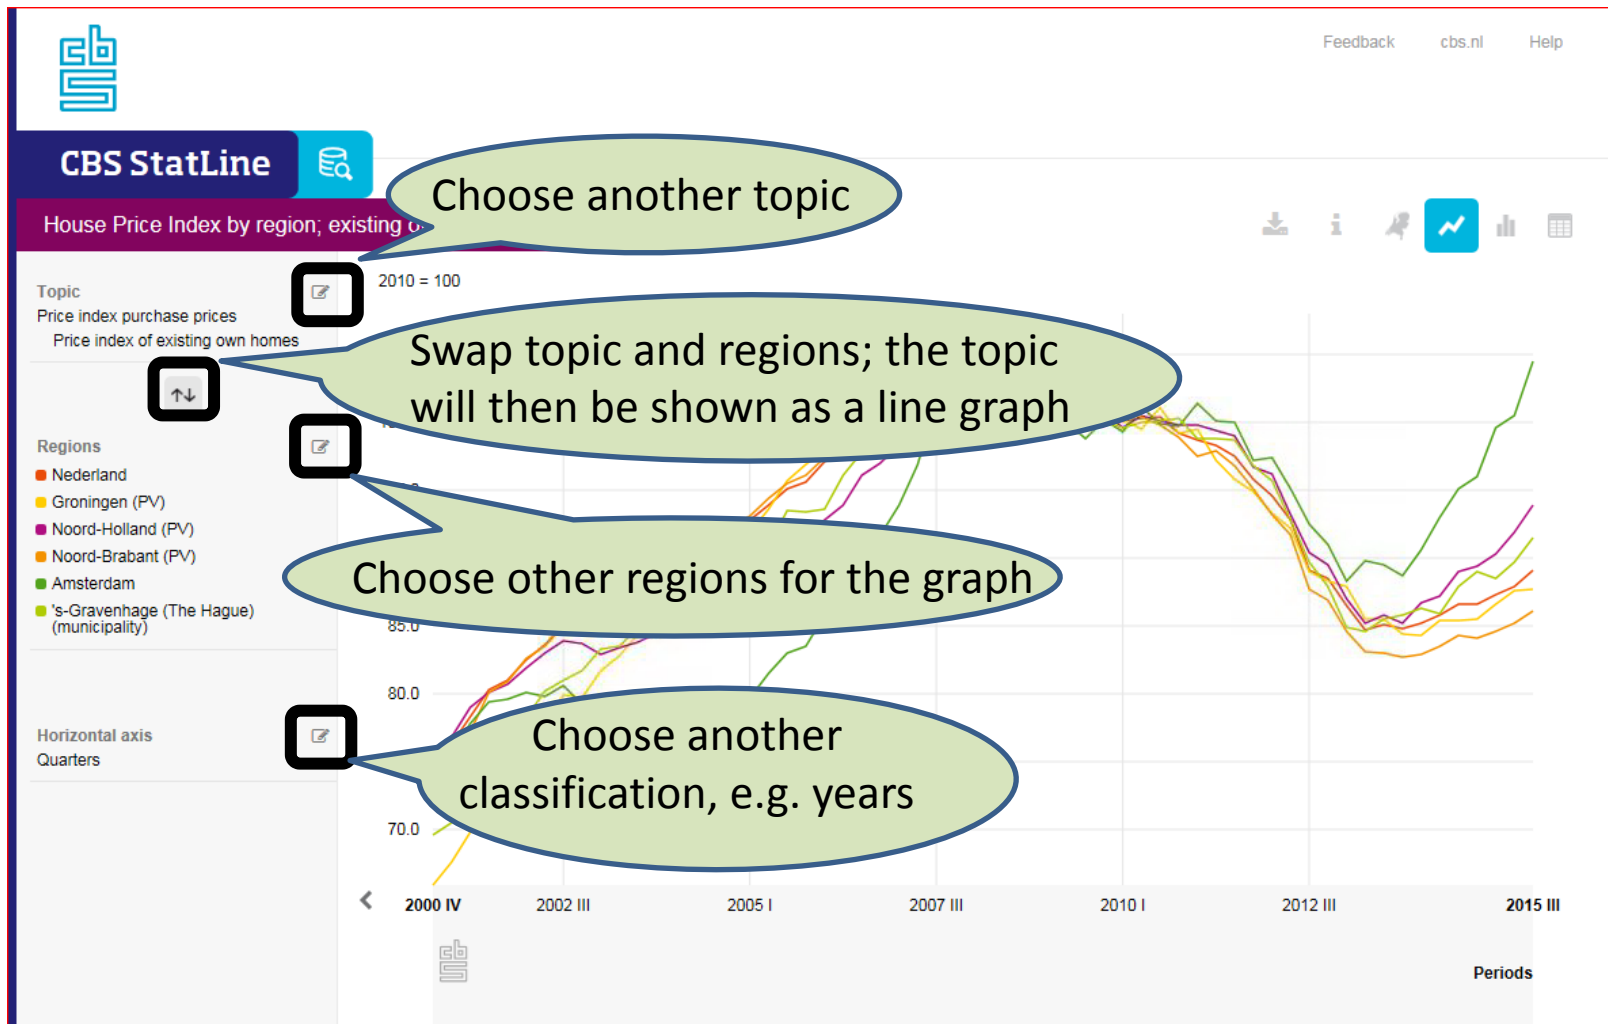 Feedback cbs.nl Help
CBS StatLine
Choose another topic
House Price Index by region; existing
2010 = 100
Topic
Price index purchase prices
Price index of existing own homes
Swap topic and regions; the topic
will then be shown as a line graph
Regions
Nederland
Groningen (PV)
Noord-Holland (PV)
Noord-Brabant (PV)
Amsterdam
's-Gravenhage (The Hague)
(municipality)
Choose other regions for the graph
85.0
80.0
Horizontal axis
Quarters
Choose another
classification, e.g. years
70.0
2000 IV 2002 III 2005 I 2007 III 2010 I 2012 III 2015 III
Periods